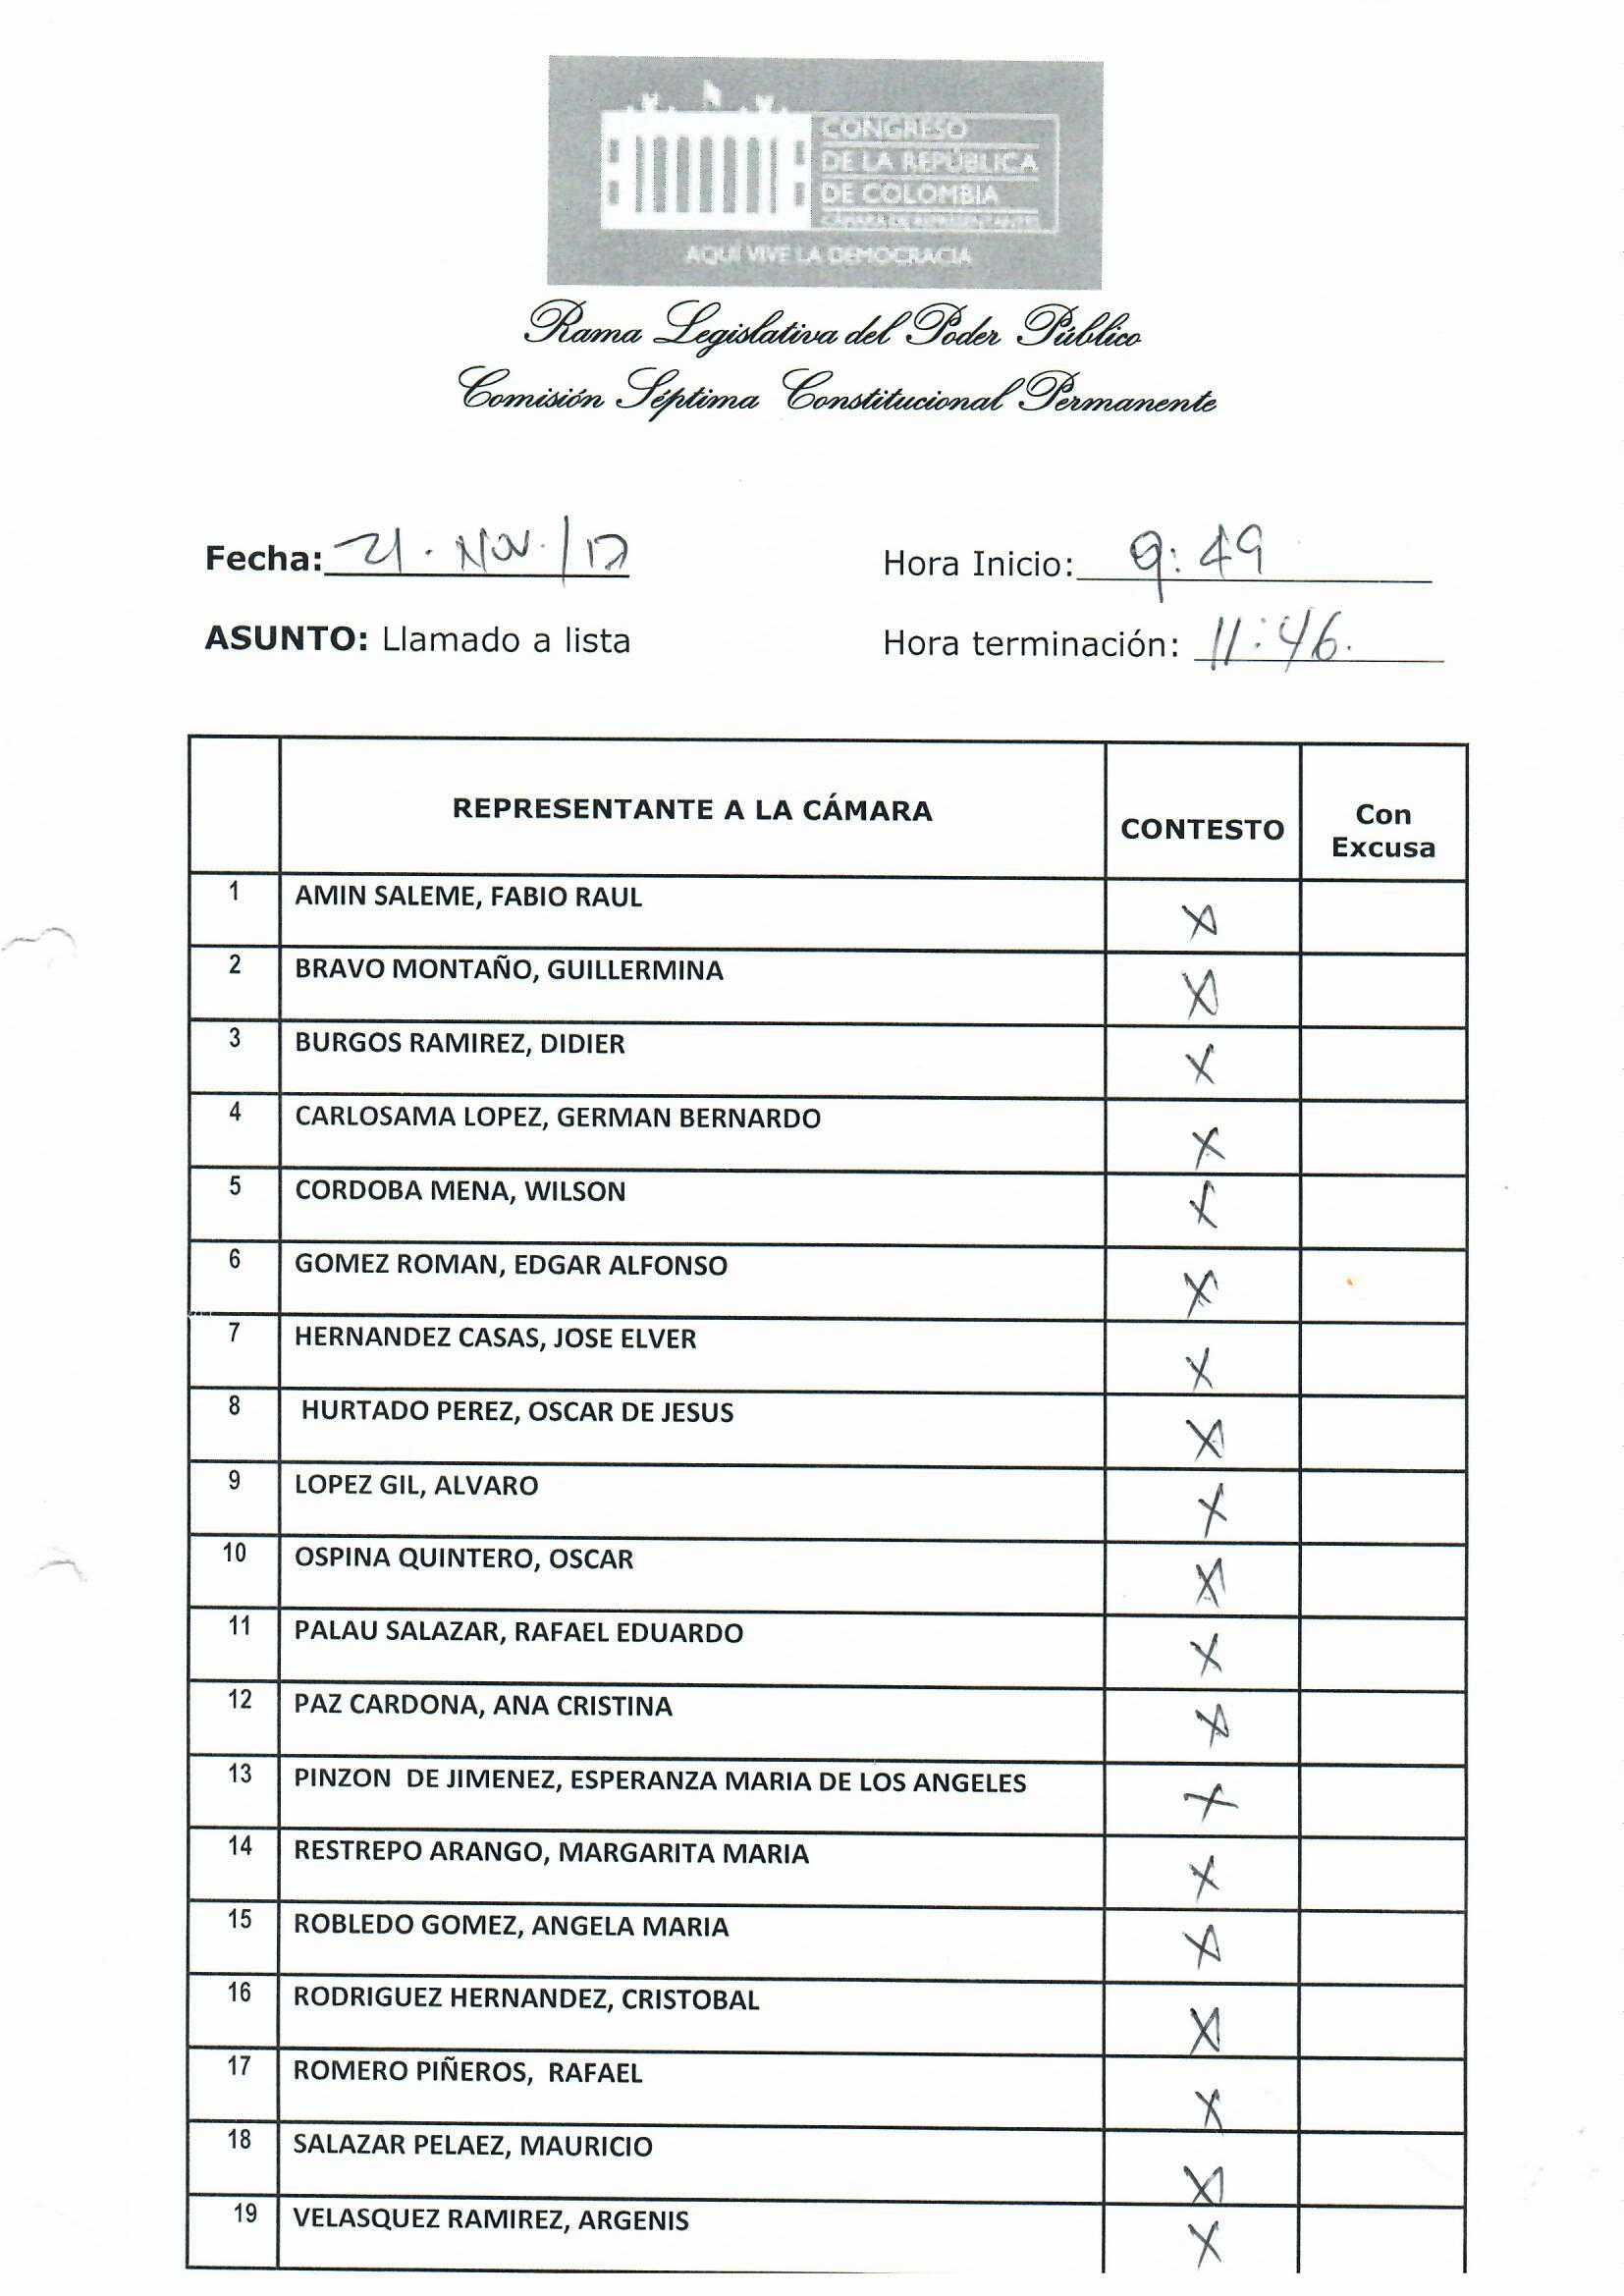 CONGRESO
DE LA REPÚBLICA
DE COLOMBIA
CÁMARA DE REPRESENTANTES
AQUÍ VIVE LA DEMOCRACIA
Rama Legislativa del Poder Público
Comisión Séptima Constitucional Permanente
Fecha: 21. Nov./17 Hora Inicio: 9:49
ASUNTO: Llamado a lista Hora terminación: 11:46.
REPRESENTANTE A LA CÁMARA CONTESTO Con Excusa
1 AMIN SALEME, FABIO RAUL X
2 BRAVO MONTAÑO, GUILLERMINA X
3 BURGOS RAMIREZ, DIDIER X
4 CARLOSAMA LOPEZ, GERMAN BERNARDO X
5 CORDOBA MENA, WILSON X
6 GOMEZ ROMAN, EDGAR ALFONSO X
7 HERNANDEZ CASAS, JOSE ELVER X
8 HURTADO PEREZ, OSCAR DE JESUS X
9 LOPEZ GIL, ALVARO X
10 OSPINA QUINTERO, OSCAR X
11 PALAU SALAZAR, RAFAEL EDUARDO X
12 PAZ CARDONA, ANA CRISTINA X
13 PINZON DE JIMENEZ, ESPERANZA MARIA DE LOS ANGELES X
14 RESTREPO ARANGO, MARGARITA MARIA X
15 ROBLEDO GOMEZ, ANGELA MARIA X
16 RODRIGUEZ HERNANDEZ, CRISTOBAL X
17 ROMERO PIÑEROS, RAFAEL X
18 SALAZAR PELAEZ, MAURICIO X
19 VELASQUEZ RAMIREZ, ARGENIS X